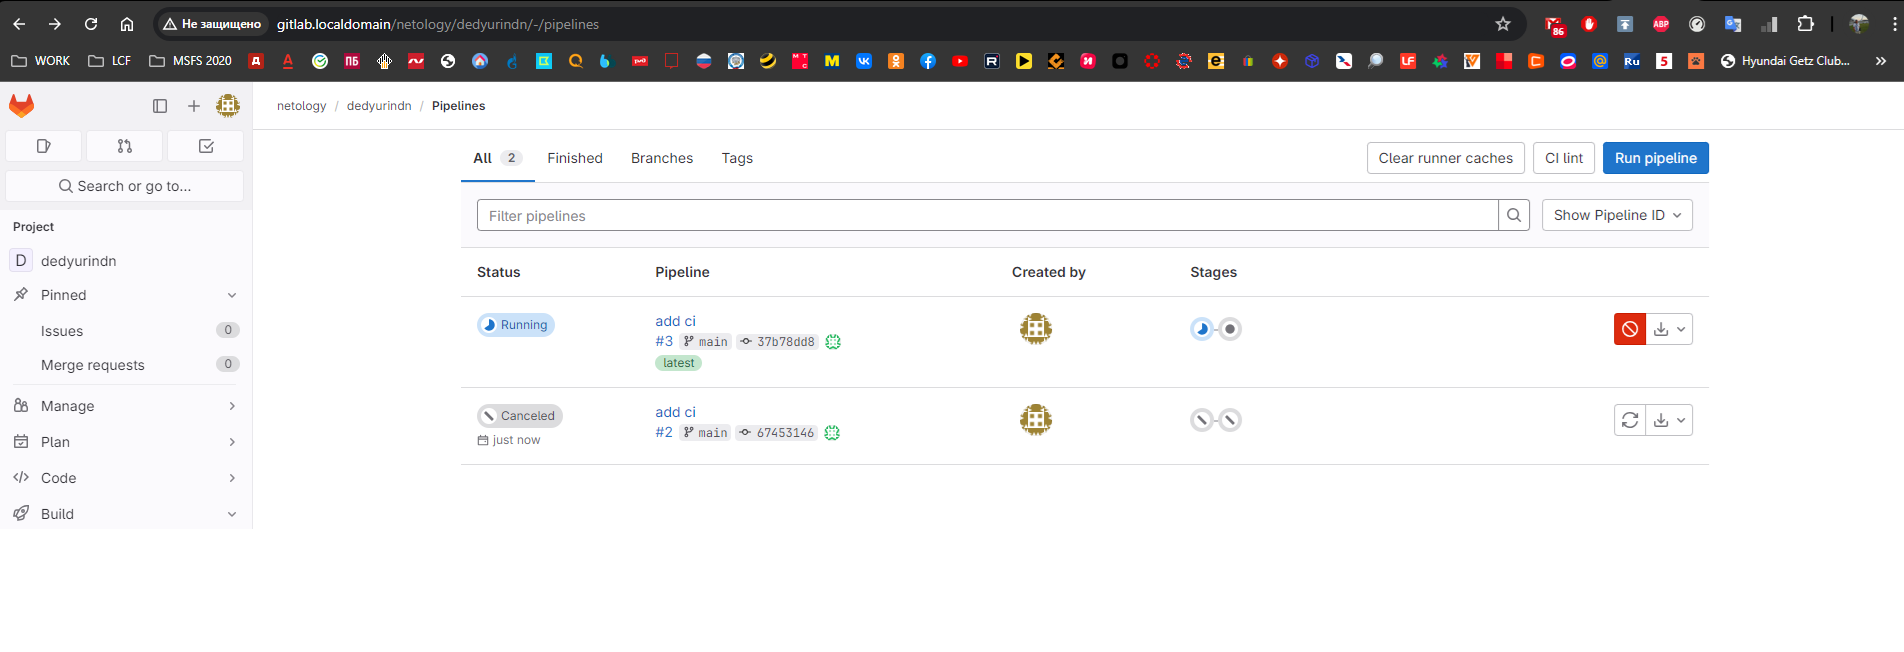 Не защищено gitlab.localdomain/netology/dedyurindn/-/pipelines
86
ABP
WORK LCF MSFS 2020 Hyundai Getz Club...
netology / dedyurindn / Pipelines
All 2 Finished Branches Tags Clear runner caches CI lint Run pipeline
Search or go to...
Filter pipelines Show Pipeline ID
Project
D dedyurindn
Pinned
Issues 0
Merge requests 0
Manage
Plan
Code
Build
Status Pipeline Created by Stages
Running add ci
#3 main 37b78dd8
latest
Canceled add ci
just now #2 main 67453146